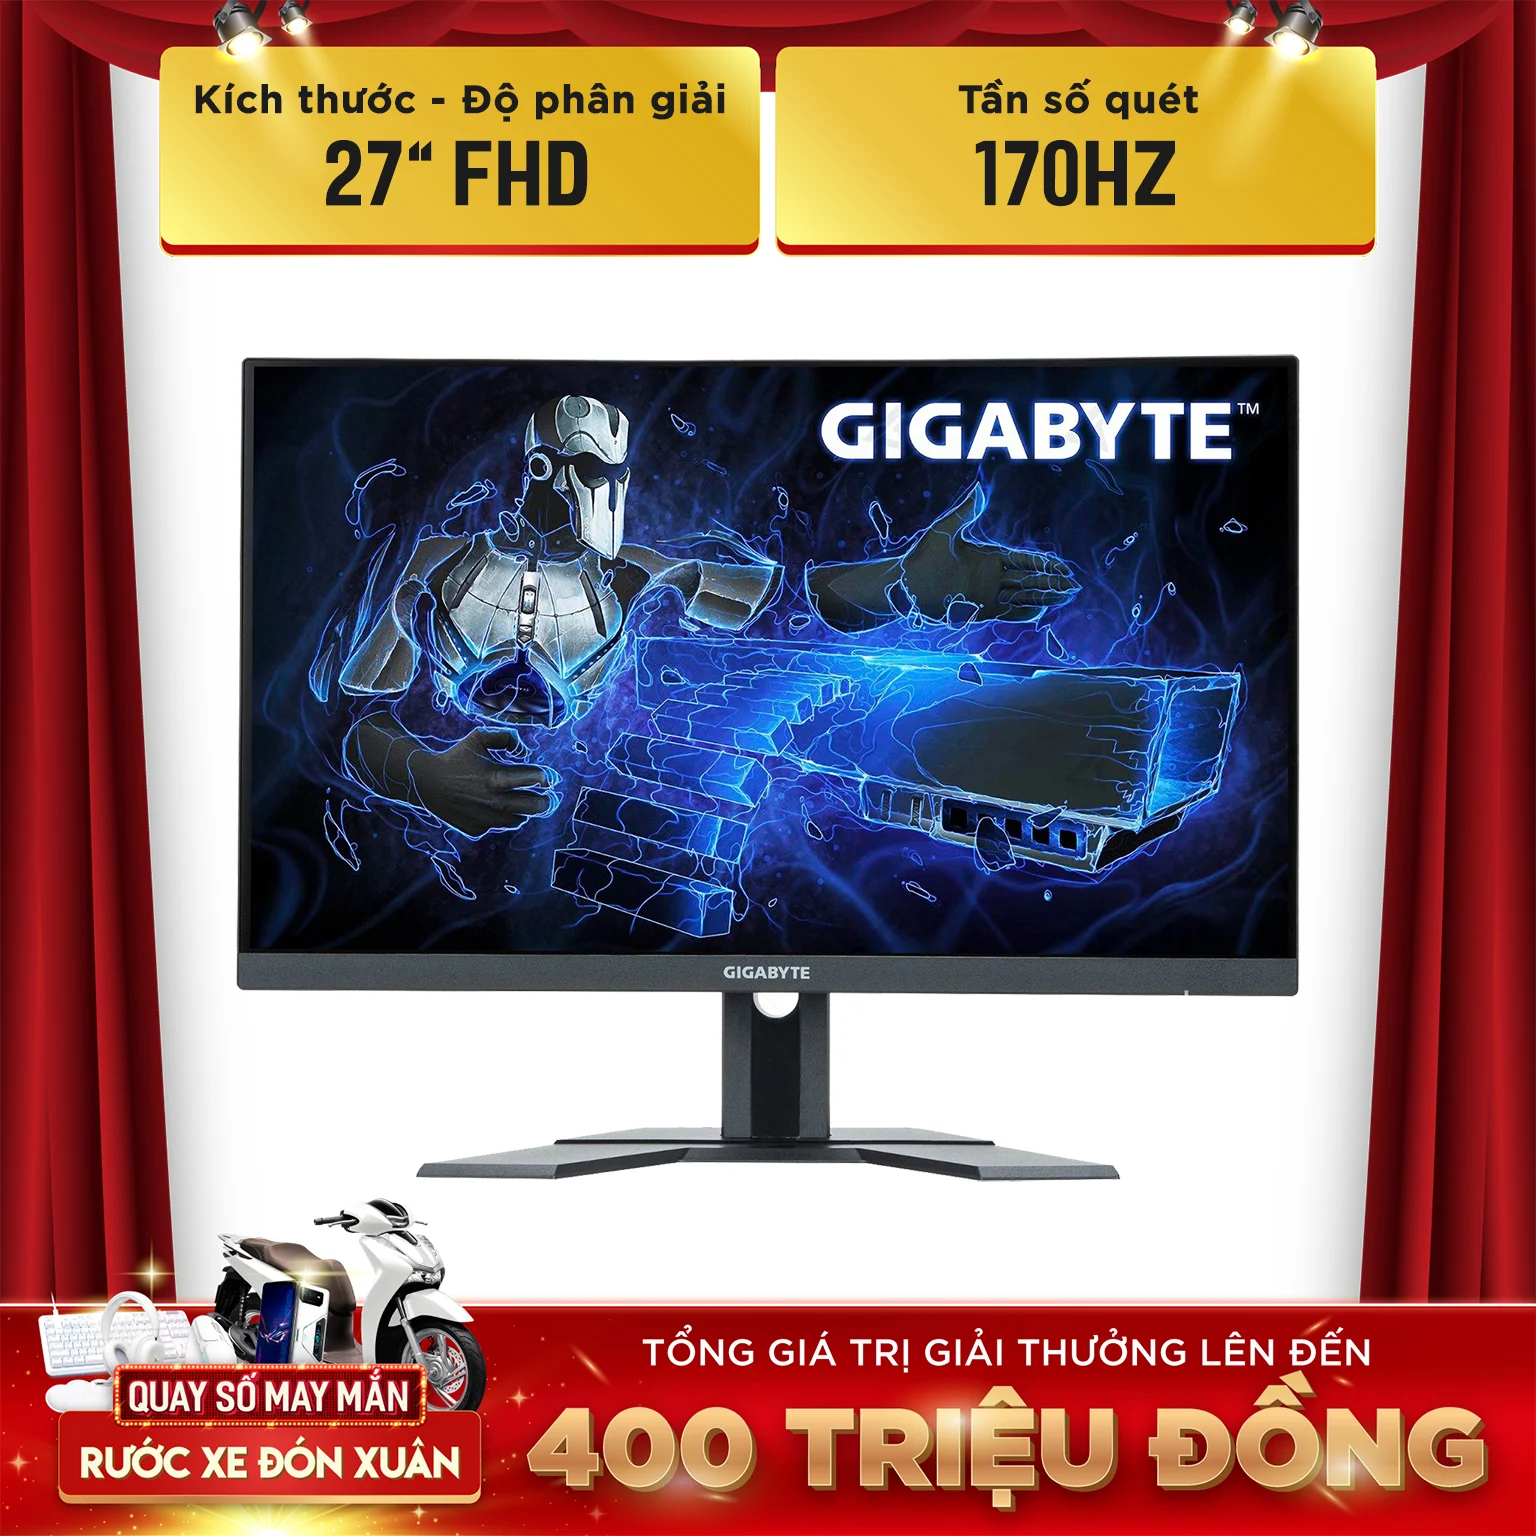 Kích thước - Độ phân giải
27“ FHD
Tần số quét
170HZ
GIGABYTE™
GIGABYTE
TỔNG GIÁ TRỊ GIẢI THƯỞNG LÊN ĐẾN
400 TRIỆU ĐỒNG
QUAY SỐ MAY MẮN
RƯỚC XE ĐÓN XUÂN